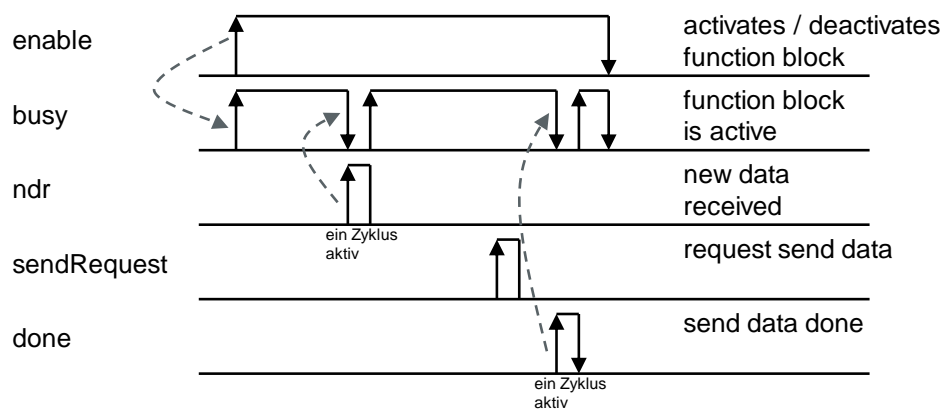 enable
activates / deactivates
function block
busy
function block
is active
ndr
new data
received
ein Zyklus
aktiv
sendRequest
request send data
done
send data done
ein Zyklus
aktiv